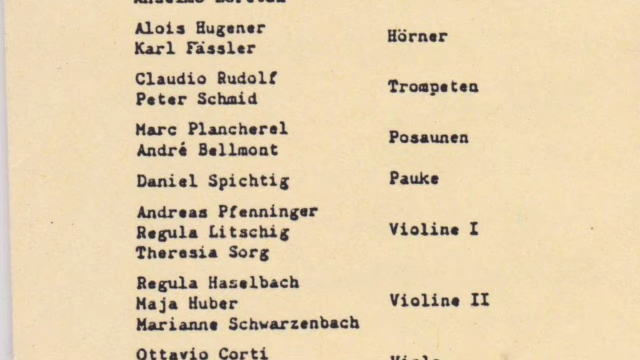 Alois Hugener
Karl Fässler Hörner
Claudio Rudolf
Peter Schmid Trompeten
Marc Plancherel
André Bellmont Posaunen
Daniel Spichtig Pauke
Andreas Pfenninger
Regula Litschig Violine I
Theresia Sorg
Regula Haselbach
Maja Huber Violine II
Marianne Schwarzenbach
Ottavio Corti